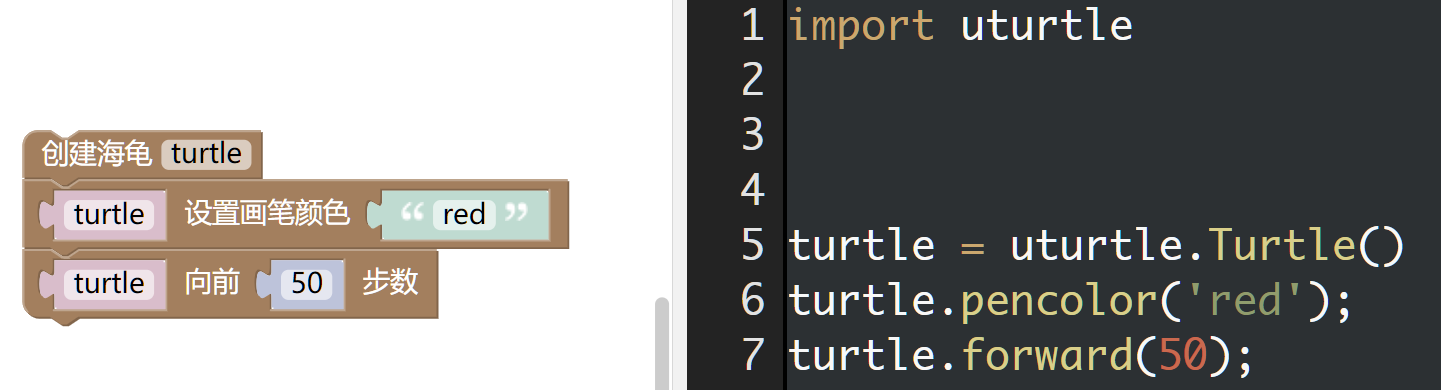 创建海龟 turtle
turtle 设置画笔颜色 “ red ”
turtle 向前 50 步数
1 import uturtle
2
3
4
5 turtle = uturtle.Turtle()
6 turtle.pencolor('red');
7 turtle.forward(50);